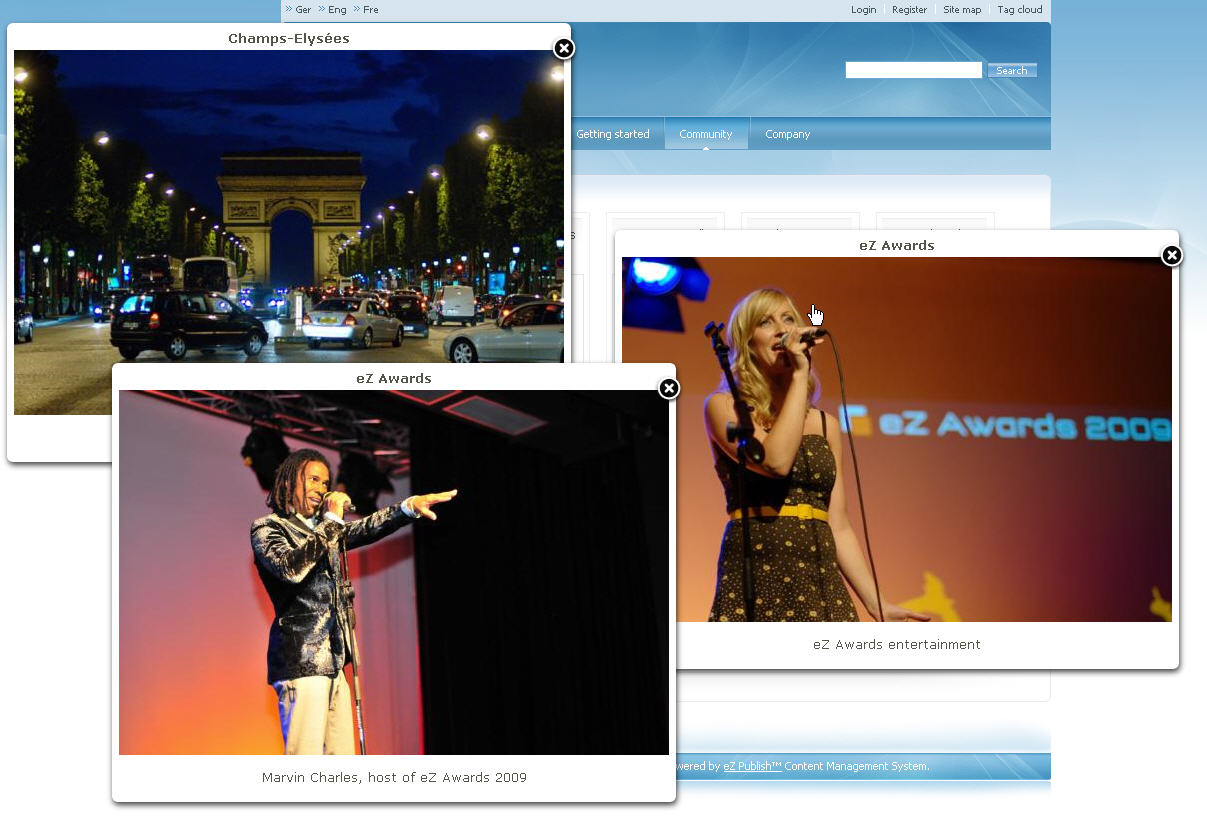 Ger Eng Fre
Login Register Site map Tag cloud
Champs-Elysées
Search
Getting started Community Company
eZ Awards
eZ Awards 2009
eZ Awards entertainment
eZ Awards
Marvin Charles, host of eZ Awards 2009
by eZ Publish™ Content Management System.